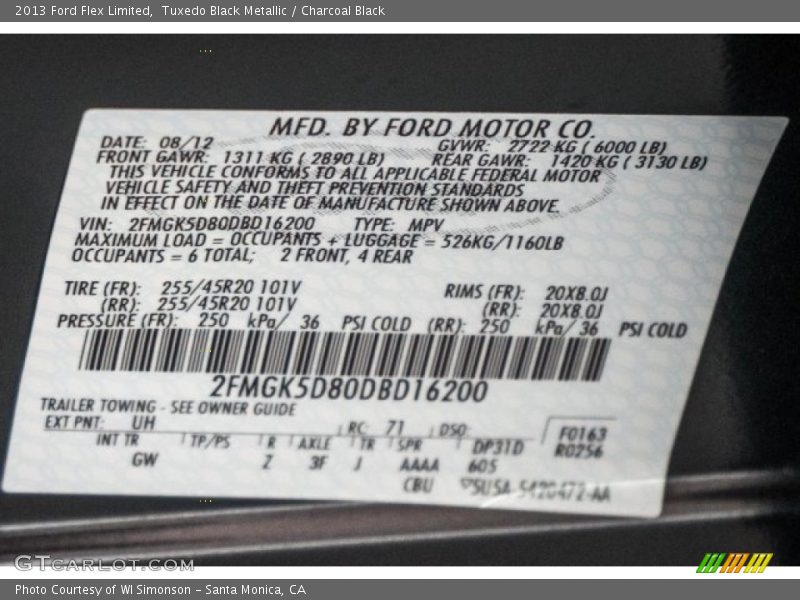 2013 Ford Flex Limited, Tuxedo Black Metallic / Charcoal Black
MFD. BY FORD MOTOR CO.
DATE: 08/12 GVWR: 2722 KG ( 6000 LB)
FRONT GAWR: 1311 KG ( 2890 LB) REAR GAWR: 1420 KG ( 3130 LB)
THIS VEHICLE CONFORMS TO ALL APPLICABLE FEDERAL MOTOR
VEHICLE SAFETY AND THEFT PREVENTION STANDARDS
IN EFFECT ON THE DATE OF MANUFACTURE SHOWN ABOVE.
VIN: 2FMGK5D80DBD16200 TYPE: MPV
MAXIMUM LOAD = OCCUPANTS + LUGGAGE = 526KG/1160LB
OCCUPANTS = 6 TOTAL; 2 FRONT, 4 REAR
TIRE (FR): 255/45R20 101V RIMS (FR): 20X8.0J
(RR): 255/45R20 101V (RR): 20X8.0J
PRESSURE (FR): 250 kPa/ 36 PSI COLD (RR): 250 kPa/ 36 PSI COLD
2FMGK5D80DBD16200
TRAILER TOWING - SEE OWNER GUIDE
EXT PNT: UH RC: 71 DSO: F0163
INT TR TP/PS R AXLE TR SPR DP31D R0256
GW Z 3F J AAAA 605
CBU 5U5A-5420472-AA
GTCARLOT.COM
Photo Courtesy of WI Simonson - Santa Monica, CA